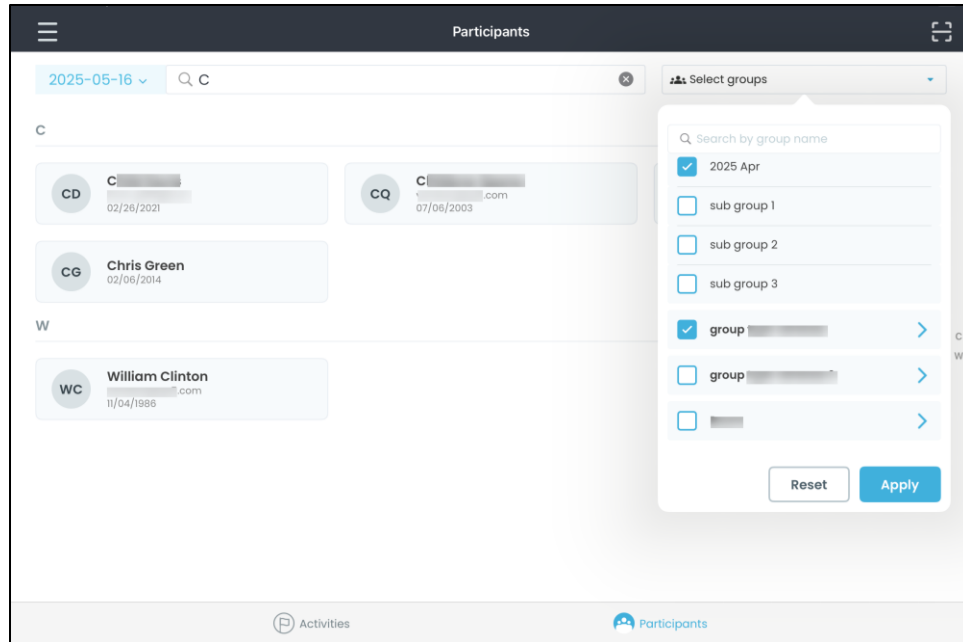 Participants
2025-05-16
C
Select groups
C
Search by group name
2025 Apr
CD
C
02/26/2021
CQ
C
.com
07/06/2003
sub group 1
sub group 2
CG
Chris Green
02/06/2014
sub group 3
W
group
C
W
WC
William Clinton
.com
11/04/1986
group
Reset
Apply
Activities
Participants